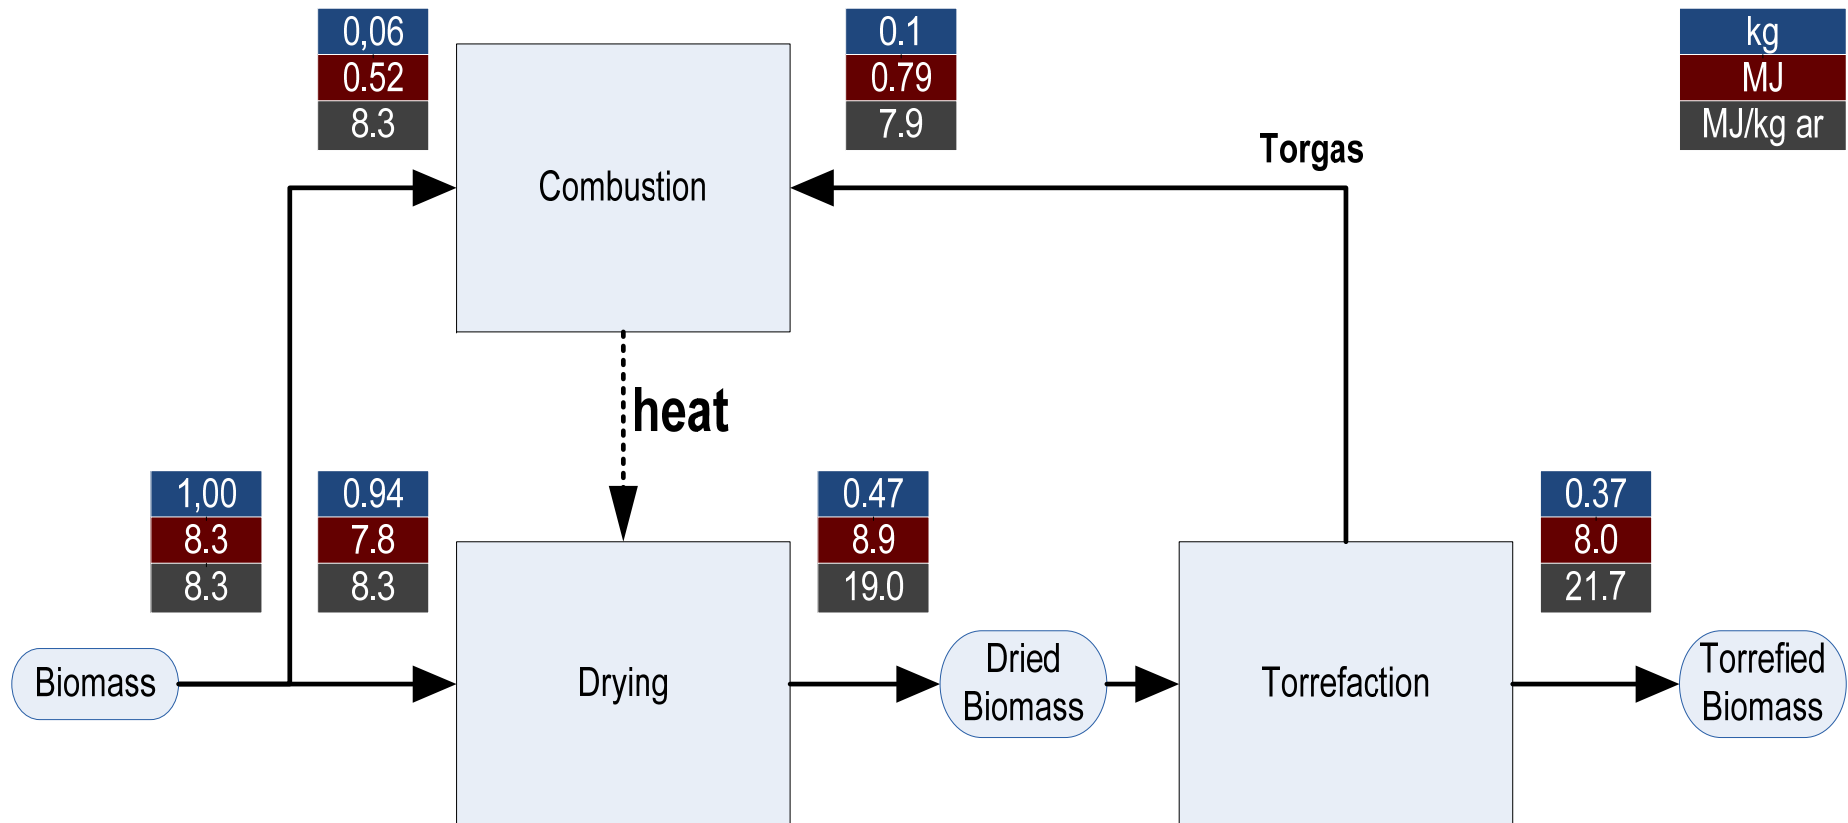 0,06
0.52
8.3
0.1
0.79
7.9
kg
MJ
MJ/kg ar
Combustion
Torgas
heat
1,00
8.3
8.3
0.94
7.8
8.3
0.47
8.9
19.0
0.37
8.0
21.7
Biomass
Drying
Dried
Biomass
Torrefaction
Torrefied
Biomass